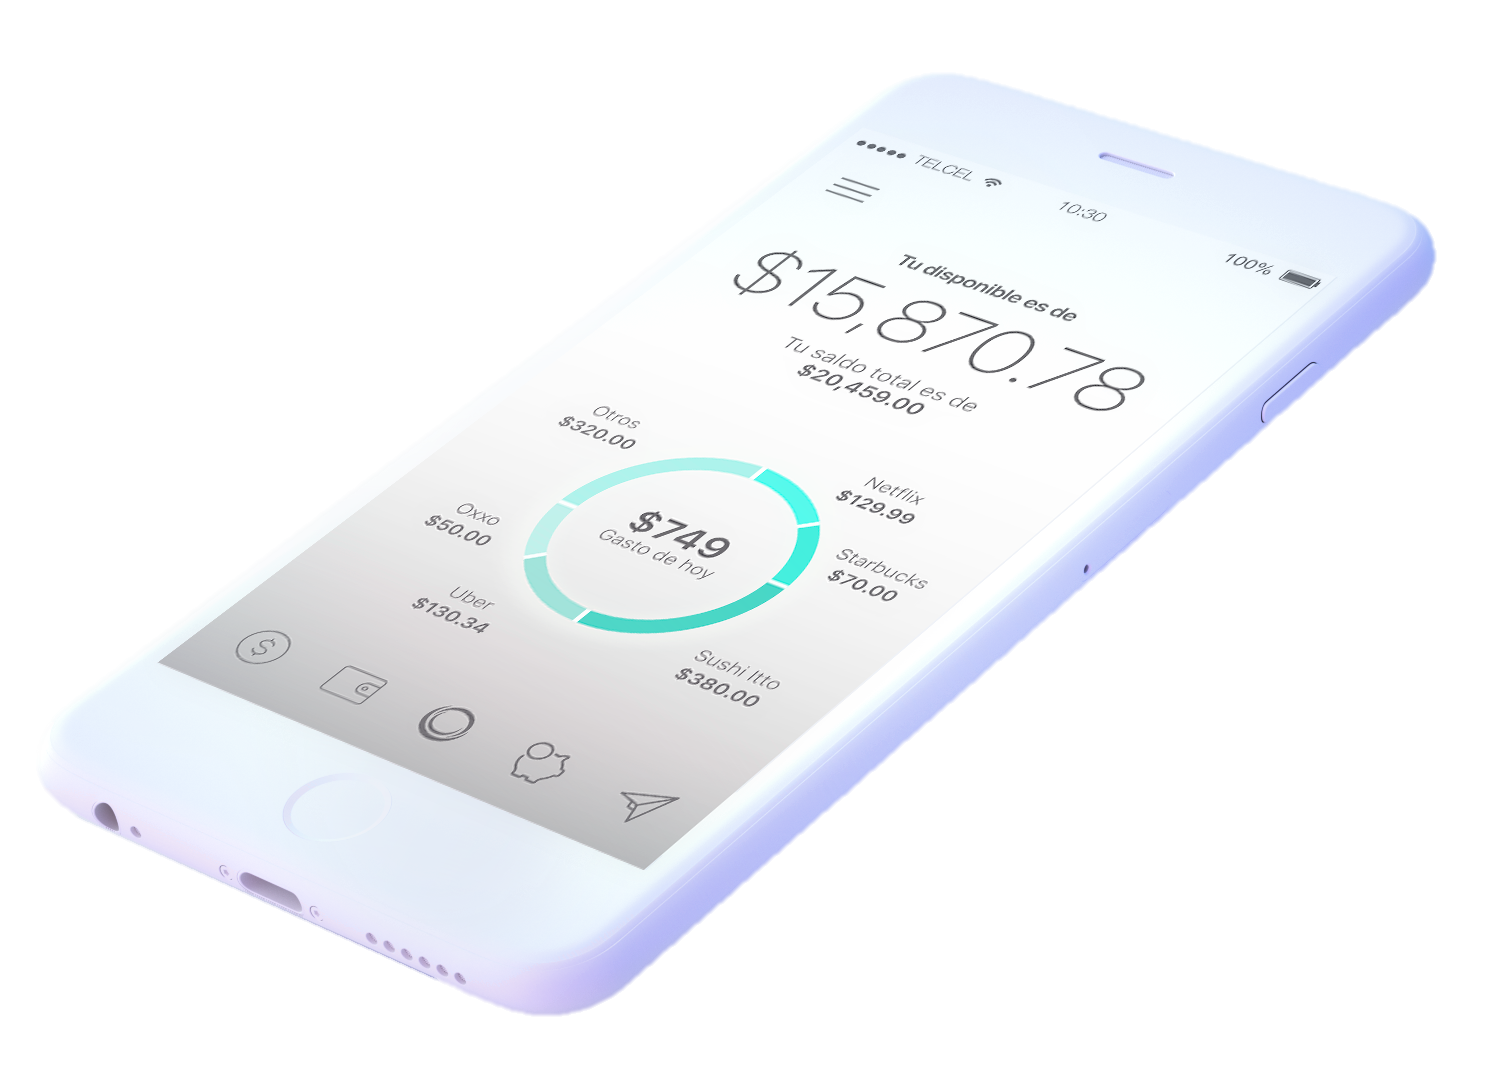 TELCEL
10:30
100%
Tu disponible es de
$15,870.78
Tu saldo total es de
$20,459.00
Otros
$320.00
Netflix
$129.99
Oxxo
$50.00
$749
Gasto de hoy
Starbucks
$70.00
Uber
$130.34
Sushi Itto
$380.00
$